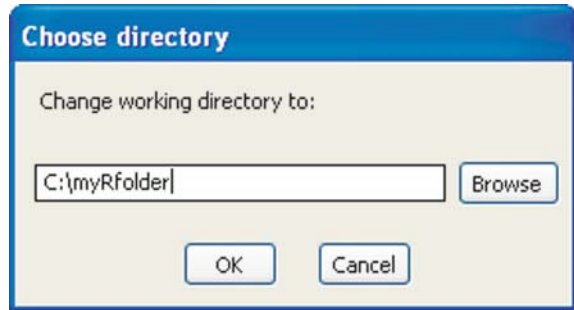 Choose directory
Change working directory to:
C:\myRfolder
Browse
OK
Cancel